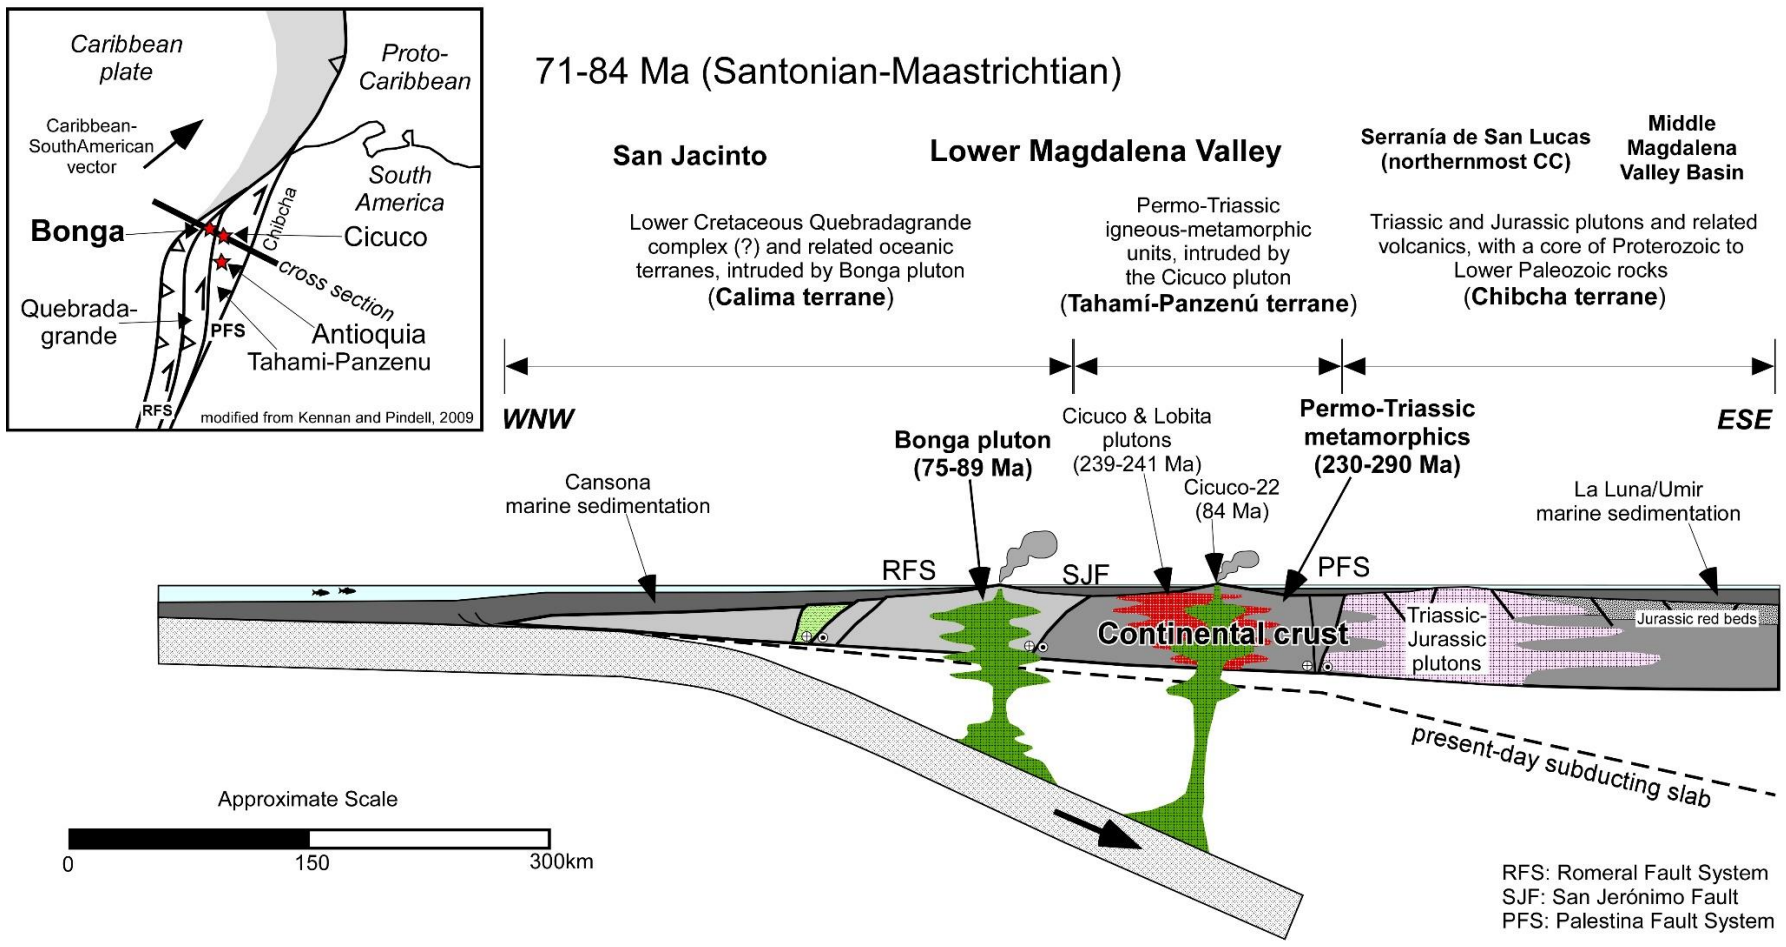 Caribbean
plate
Proto-
Caribbean
Caribbean-
SouthAmerican
vector
South
America
Bonga
Cicuco
Chibcha
cross section
Quebrada-
grande
PFS
Antioquia
Tahami-Panzenu
RFS
modified from Kennan and Pindell, 2009
71-84 Ma (Santonian-Maastrichtian)
San Jacinto
Lower Cretaceous Quebradagrande
complex (?) and related oceanic
terranes, intruded by Bonga pluton
(Calima terrane)
Lower Magdalena Valley
Permo-Triassic
igneous-metamorphic
units, intruded by
the Cicuco pluton
(Tahamí-Panzenú terrane)
Serranía de San Lucas
(northernmost CC)
Middle
Magdalena
Valley Basin
Triassic and Jurassic plutons and related
volcanics, with a core of Proterozoic to
Lower Paleozoic rocks
(Chibcha terrane)
WNW
ESE
Cansona
marine sedimentation
Bonga pluton
(75-89 Ma)
Cicuco & Lobita
plutons
(239-241 Ma)
Cicuco-22
(84 Ma)
Permo-Triassic
metamorphics
(230-290 Ma)
La Luna/Umir
marine sedimentation
RFS
SJF
PFS
Continental crust
Triassic-
Jurassic
plutons
Jurassic red beds
present-day subducting slab
Approximate Scale
0
150
300km
RFS: Romeral Fault System
SJF: San Jerónimo Fault
PFS: Palestina Fault System